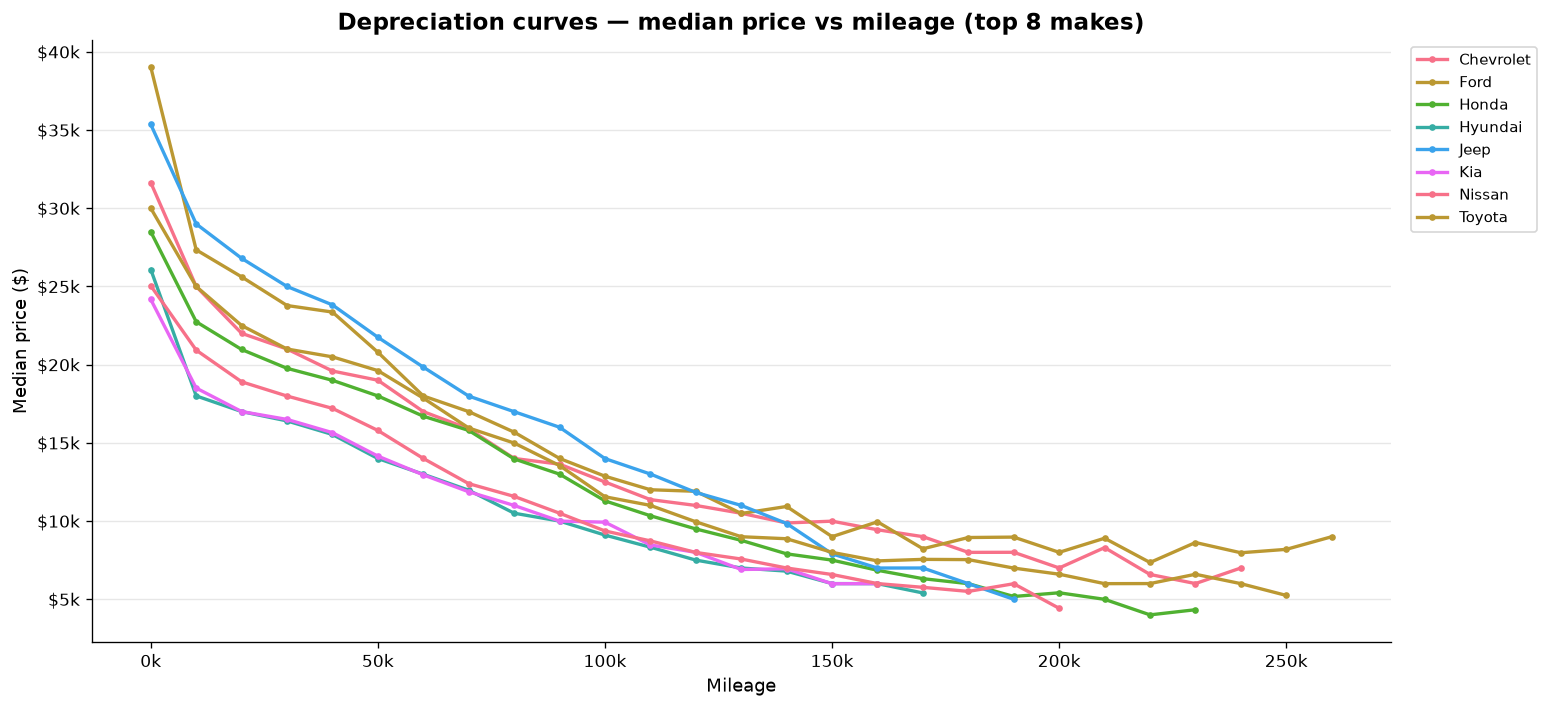 Depreciation curves — median price vs mileage (top 8 makes)
$40k
$35k
$30k
$25k
$20k
$15k
$10k
$5k
Median price ($)
0k
50k
100k
150k
200k
250k
Mileage
Chevrolet
Ford
Honda
Hyundai
Jeep
Kia
Nissan
Toyota